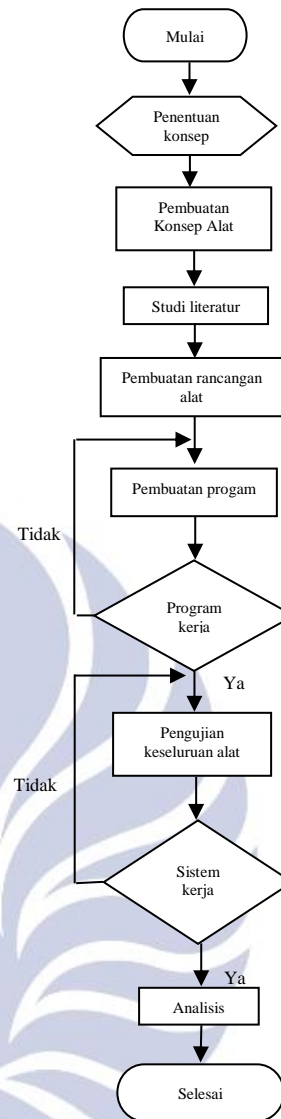 Mulai
Penentuan
konsep
Pembuatan
Konsep Alat
Studi literatur
Pembuatan rancangan
alat
Pembuatan progam
Tidak
Program
kerja
Ya
Pengujian
keseluruan alat
Tidak
Sistem
kerja
Ya
Analisis
Selesai